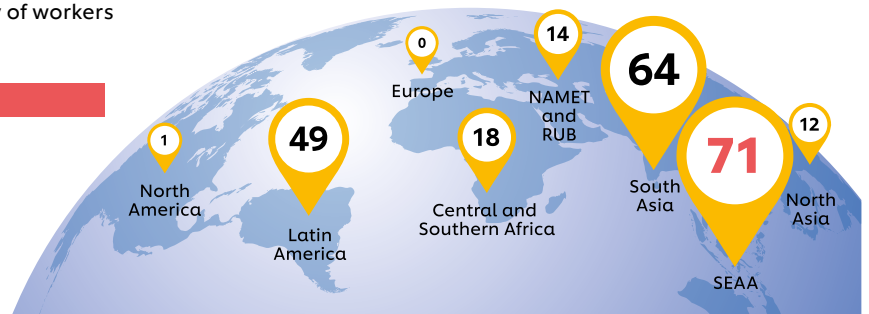 of workers
0
Europe
14
NAMET
and
RUB
64
South
Asia
71
SEAA
12
North
Asia
1
North
America
49
Latin
America
18
Central and
Southern Africa